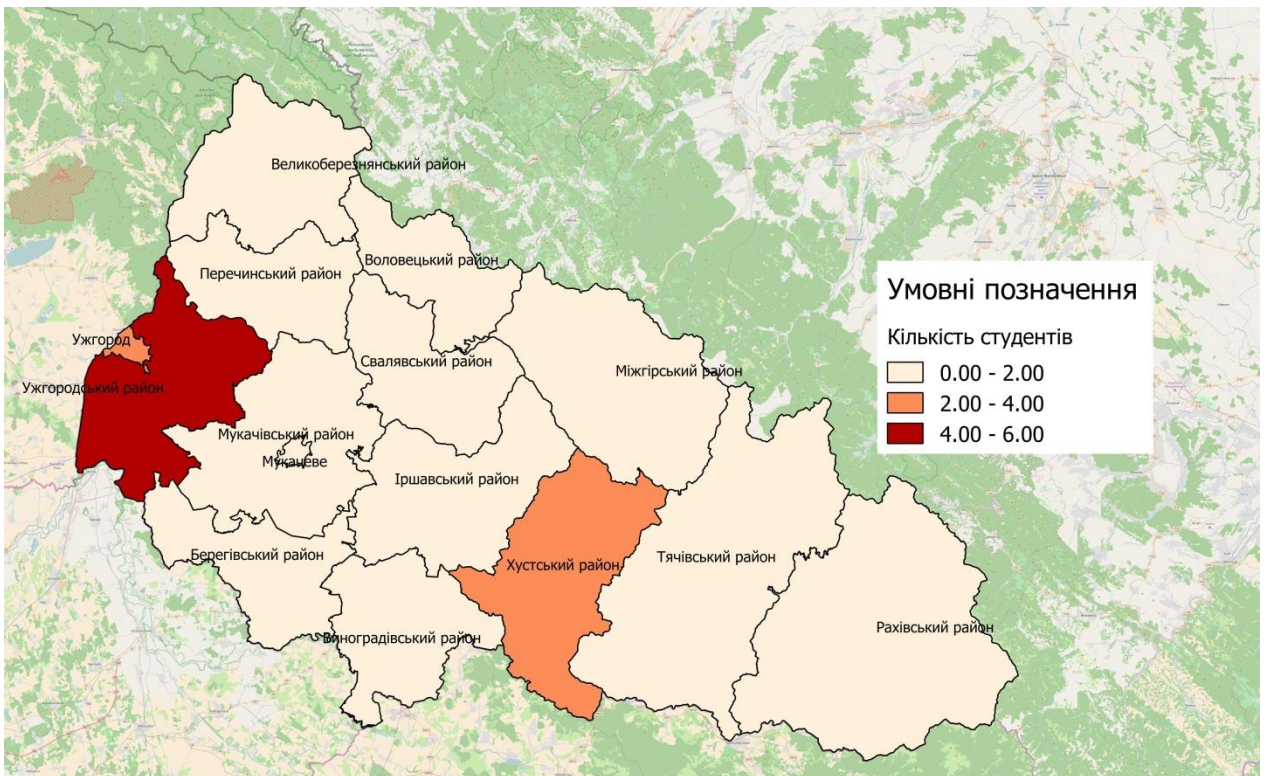 Великоберезнянський район
Воловецький район
Перечинський район
Ужгород
Свалявський район
Міжгірський район
Ужгородський район
Мукачівський район
Мукачеве
Іршавський район
Берегівський район
Хустський район
Тячівський район
Виноградівський район
Рахівський район
Умовні позначення
Кількість студентів
0.00 - 2.00
2.00 - 4.00
4.00 - 6.00